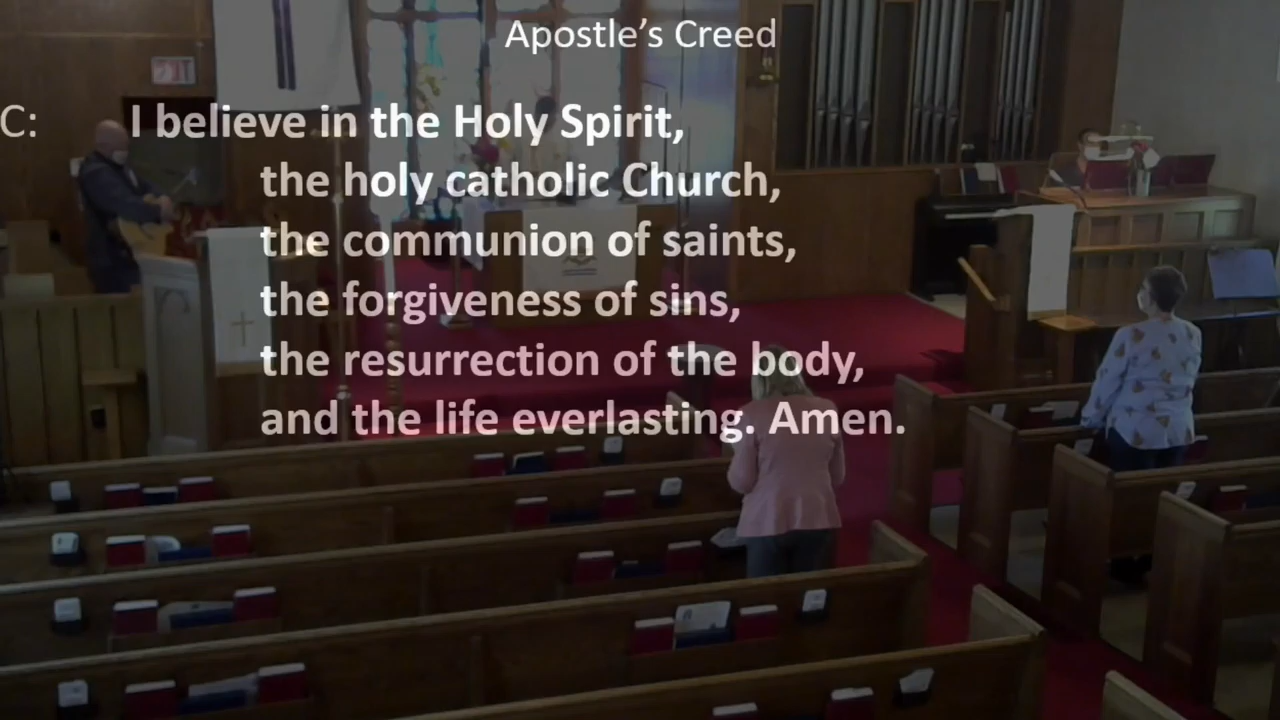 Apostle’s Creed
C: I believe in the Holy Spirit,
the holy catholic Church,
the communion of saints,
the forgiveness of sins,
the resurrection of the body,
and the life everlasting. Amen.